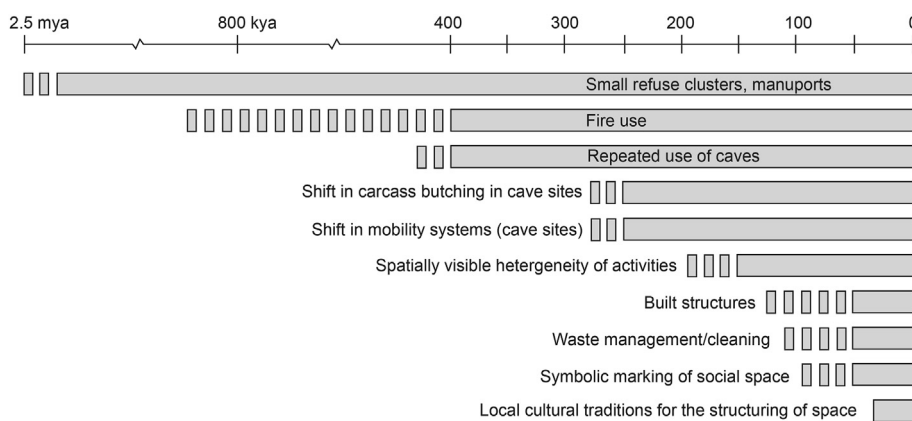 2.5 mya 800 kya 400 300 200 100 0
Small refuse clusters, manuports
Fire use
Repeated use of caves
Shift in carcass butching in cave sites
Shift in mobility systems (cave sites)
Spatially visible hetergeneity of activities
Built structures
Waste management/cleaning
Symbolic marking of social space
Local cultural traditions for the structuring of space